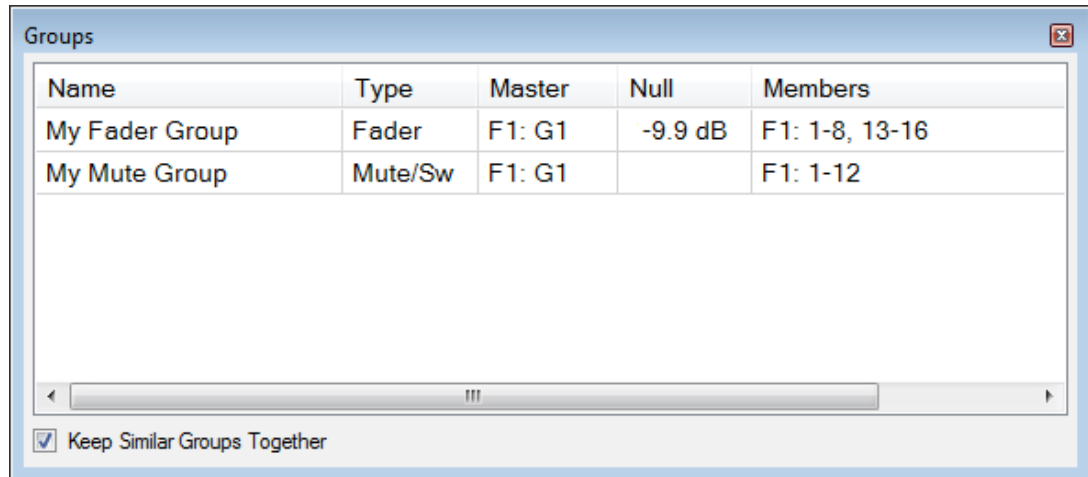 Groups
Name Type Master Null Members
My Fader Group Fader F1: G1 -9.9 dB F1: 1-8, 13-16
My Mute Group Mute/Sw F1: G1 F1: 1-12
Keep Similar Groups Together